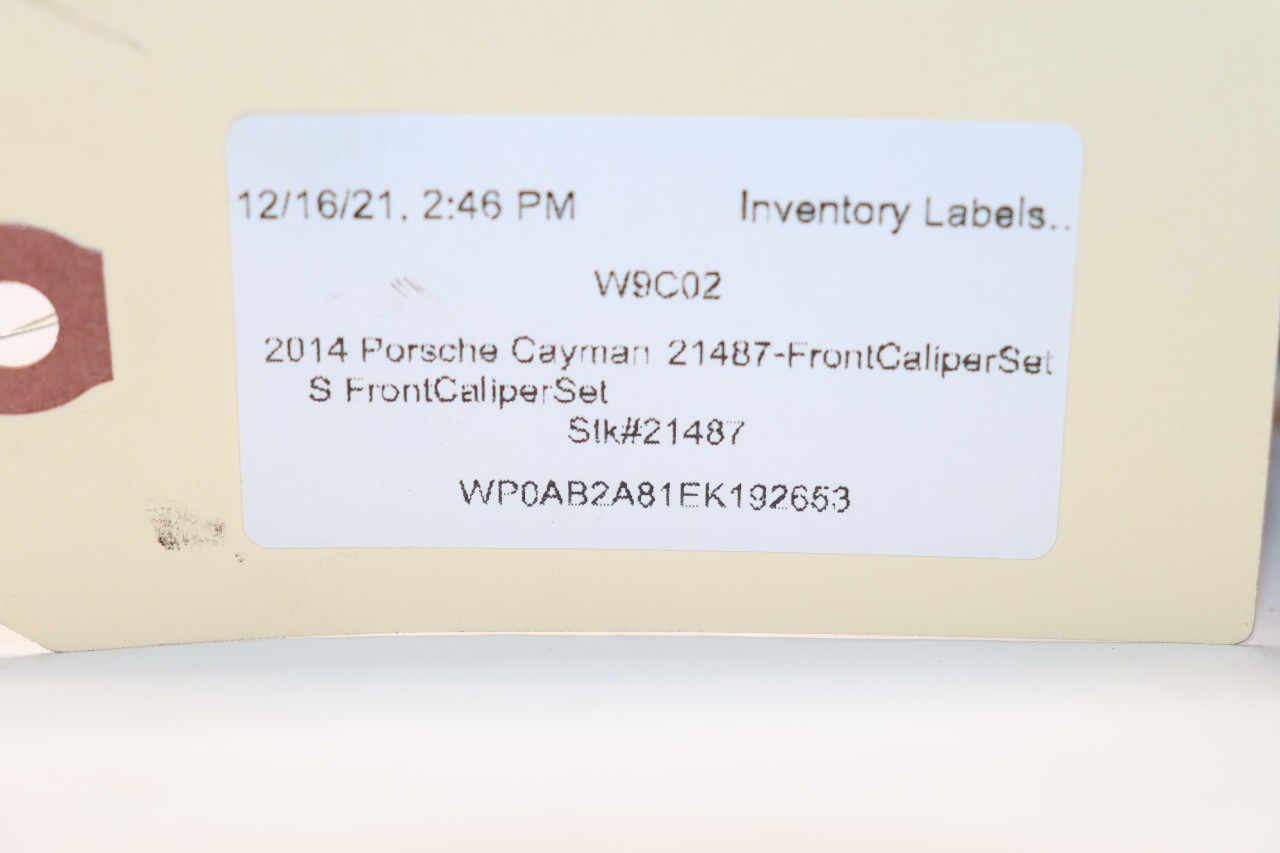 12/16/21, 2:46 PM Inventory Labels..
W9C02
2014 Porsche Cayman 21487-FrontCaliperSet
S FrontCaliperSet
Stk#21487
WP0AB2A81EK192653